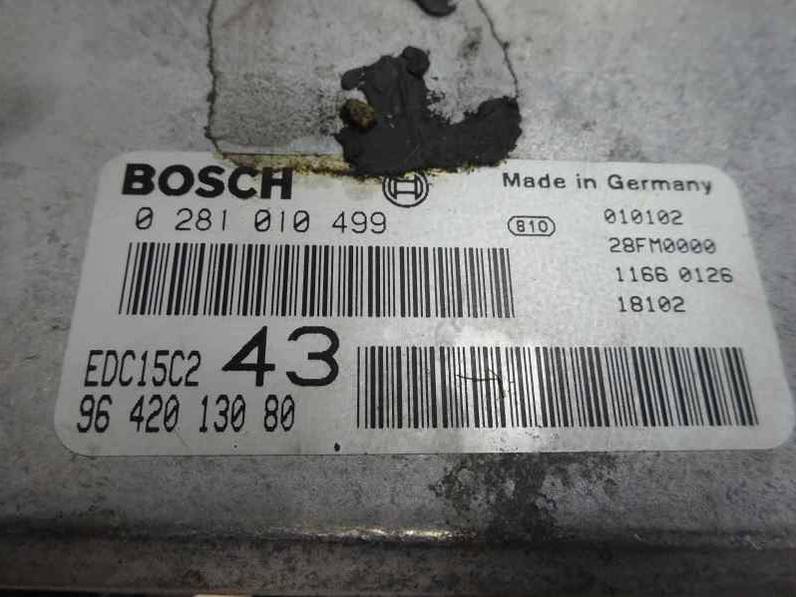 BOSCH
Made in Germany
0 281 010 499
810
010102
28FM0000
1166 0126
18102
EDC15C2 43
96 420 130 80